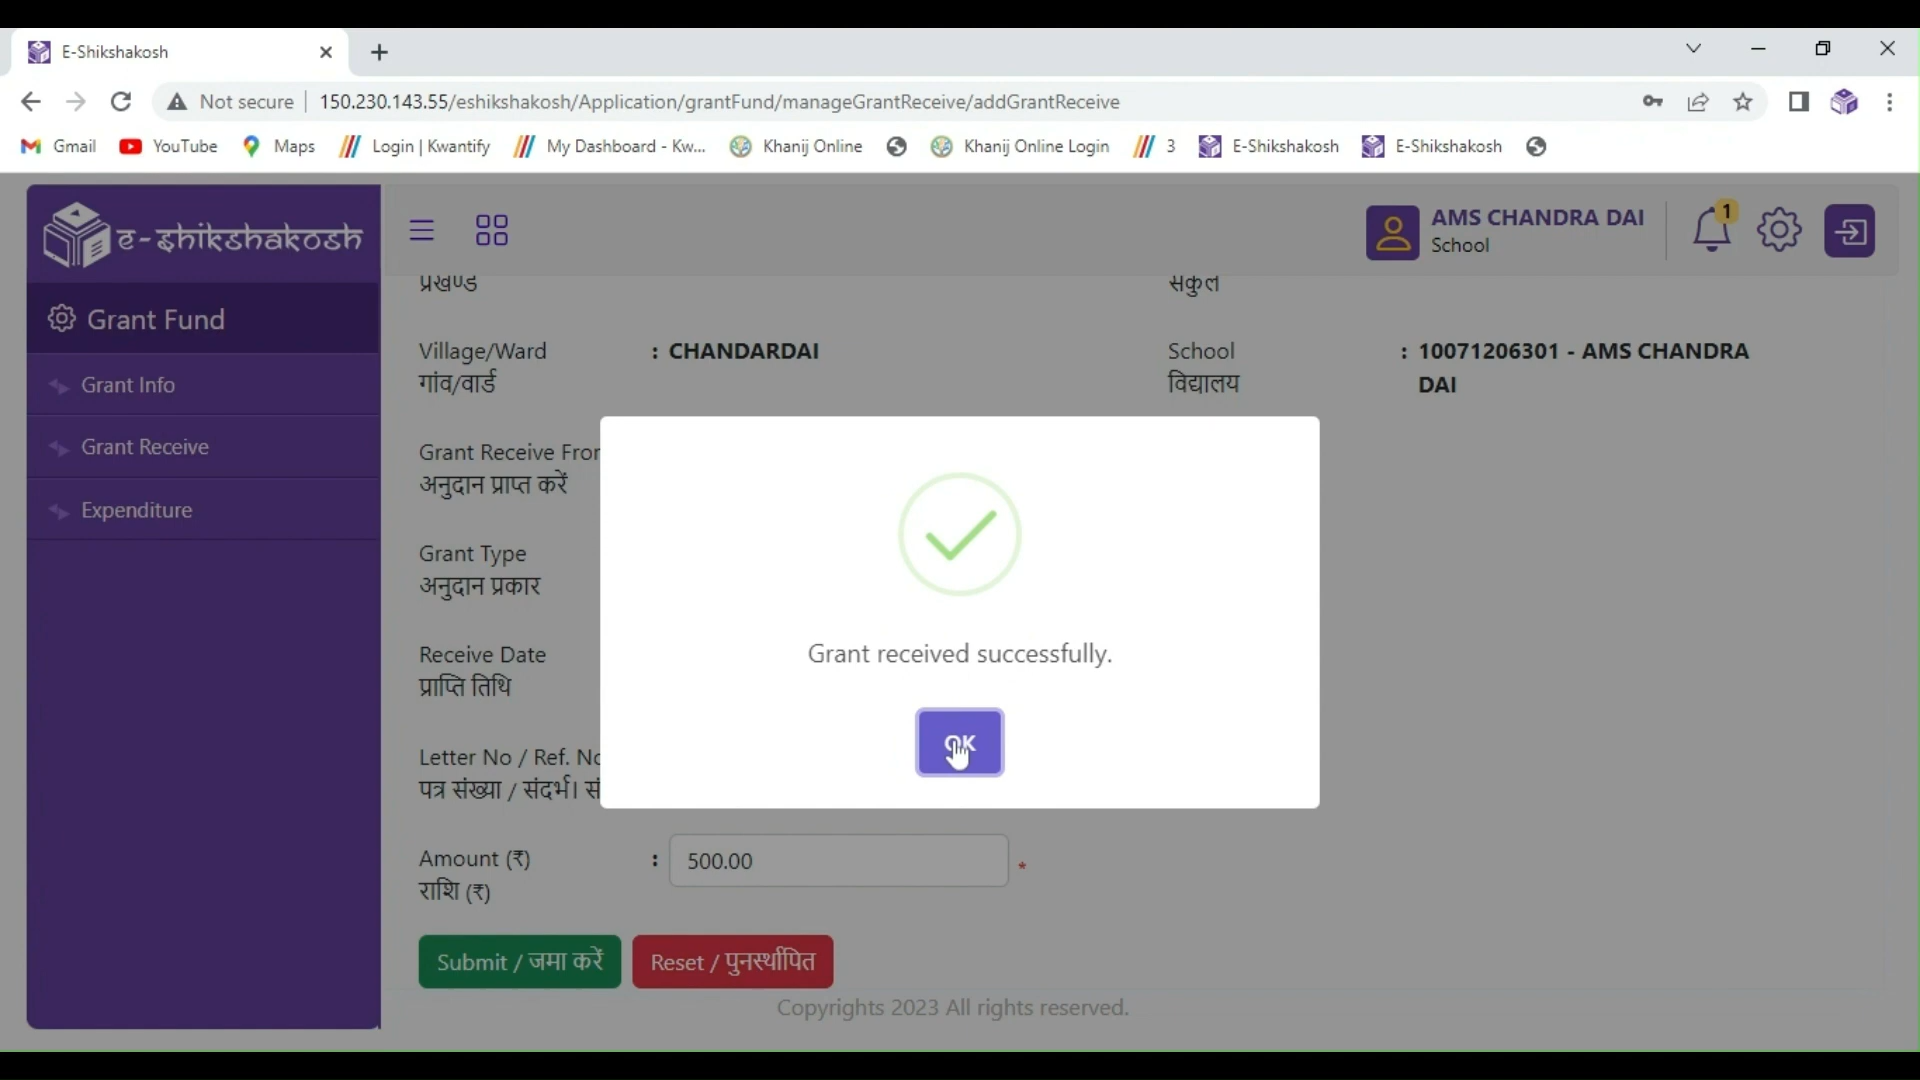 E-Shikshakosh
Not secure
150.230.143.55/eshikshakosh/Application/grantFund/manageGrantReceive/addGrantReceive
Gmail YouTube Maps Login | Kwantify My Dashboard - Kw... Khanij Online Khanij Online Login 3 E-Shikshakosh E-Shikshakosh
e-shikshakosh
AMS CHANDRA DAI
School
1
Grant Fund
Grant Info
Grant Receive
Expenditure
प्रखण्ड
संकुल
Village/Ward : CHANDARDAI
गांव/वार्ड
School : 10071206301 - AMS CHANDRA
विद्यालय DAI
Grant Receive From
अनुदान प्राप्त करें
Grant Type
अनुदान प्रकार
Receive Date
प्राप्ति तिथि
Letter No / Ref. No
पत्र संख्या / संदर्भ। सं
Grant received successfully.
OK
Amount (₹) : 500.00 *
राशि (₹)
Submit / जमा करें Reset / पुनर्स्थापित
Copyrights 2023 All rights reserved.